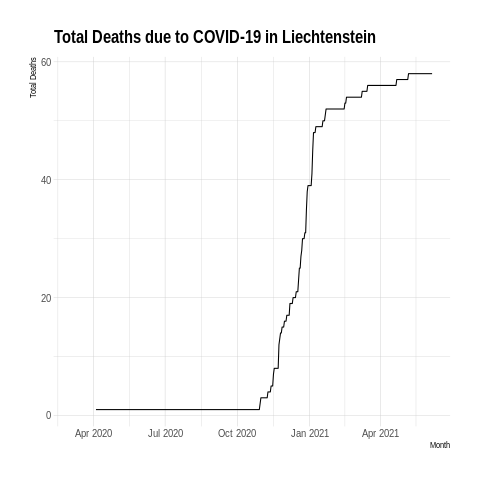 Total Deaths due to COVID-19 in Liechtenstein
Total Deaths
60
40
20
0
Apr 2020 Jul 2020 Oct 2020 Jan 2021 Apr 2021
Month